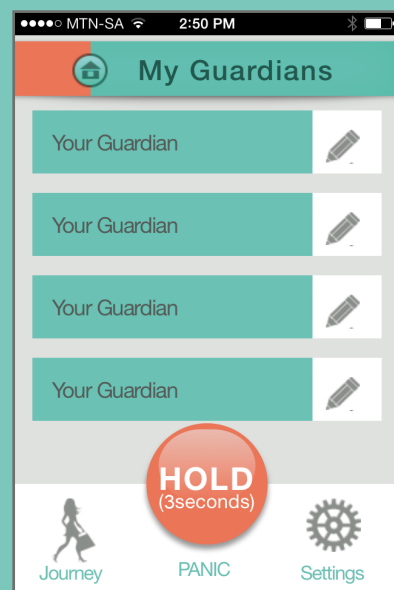 MTN-SA 2:50 PM
My Guardians
Your Guardian
Your Guardian
Your Guardian
Your Guardian
HOLD
(3seconds)
Journey PANIC Settings